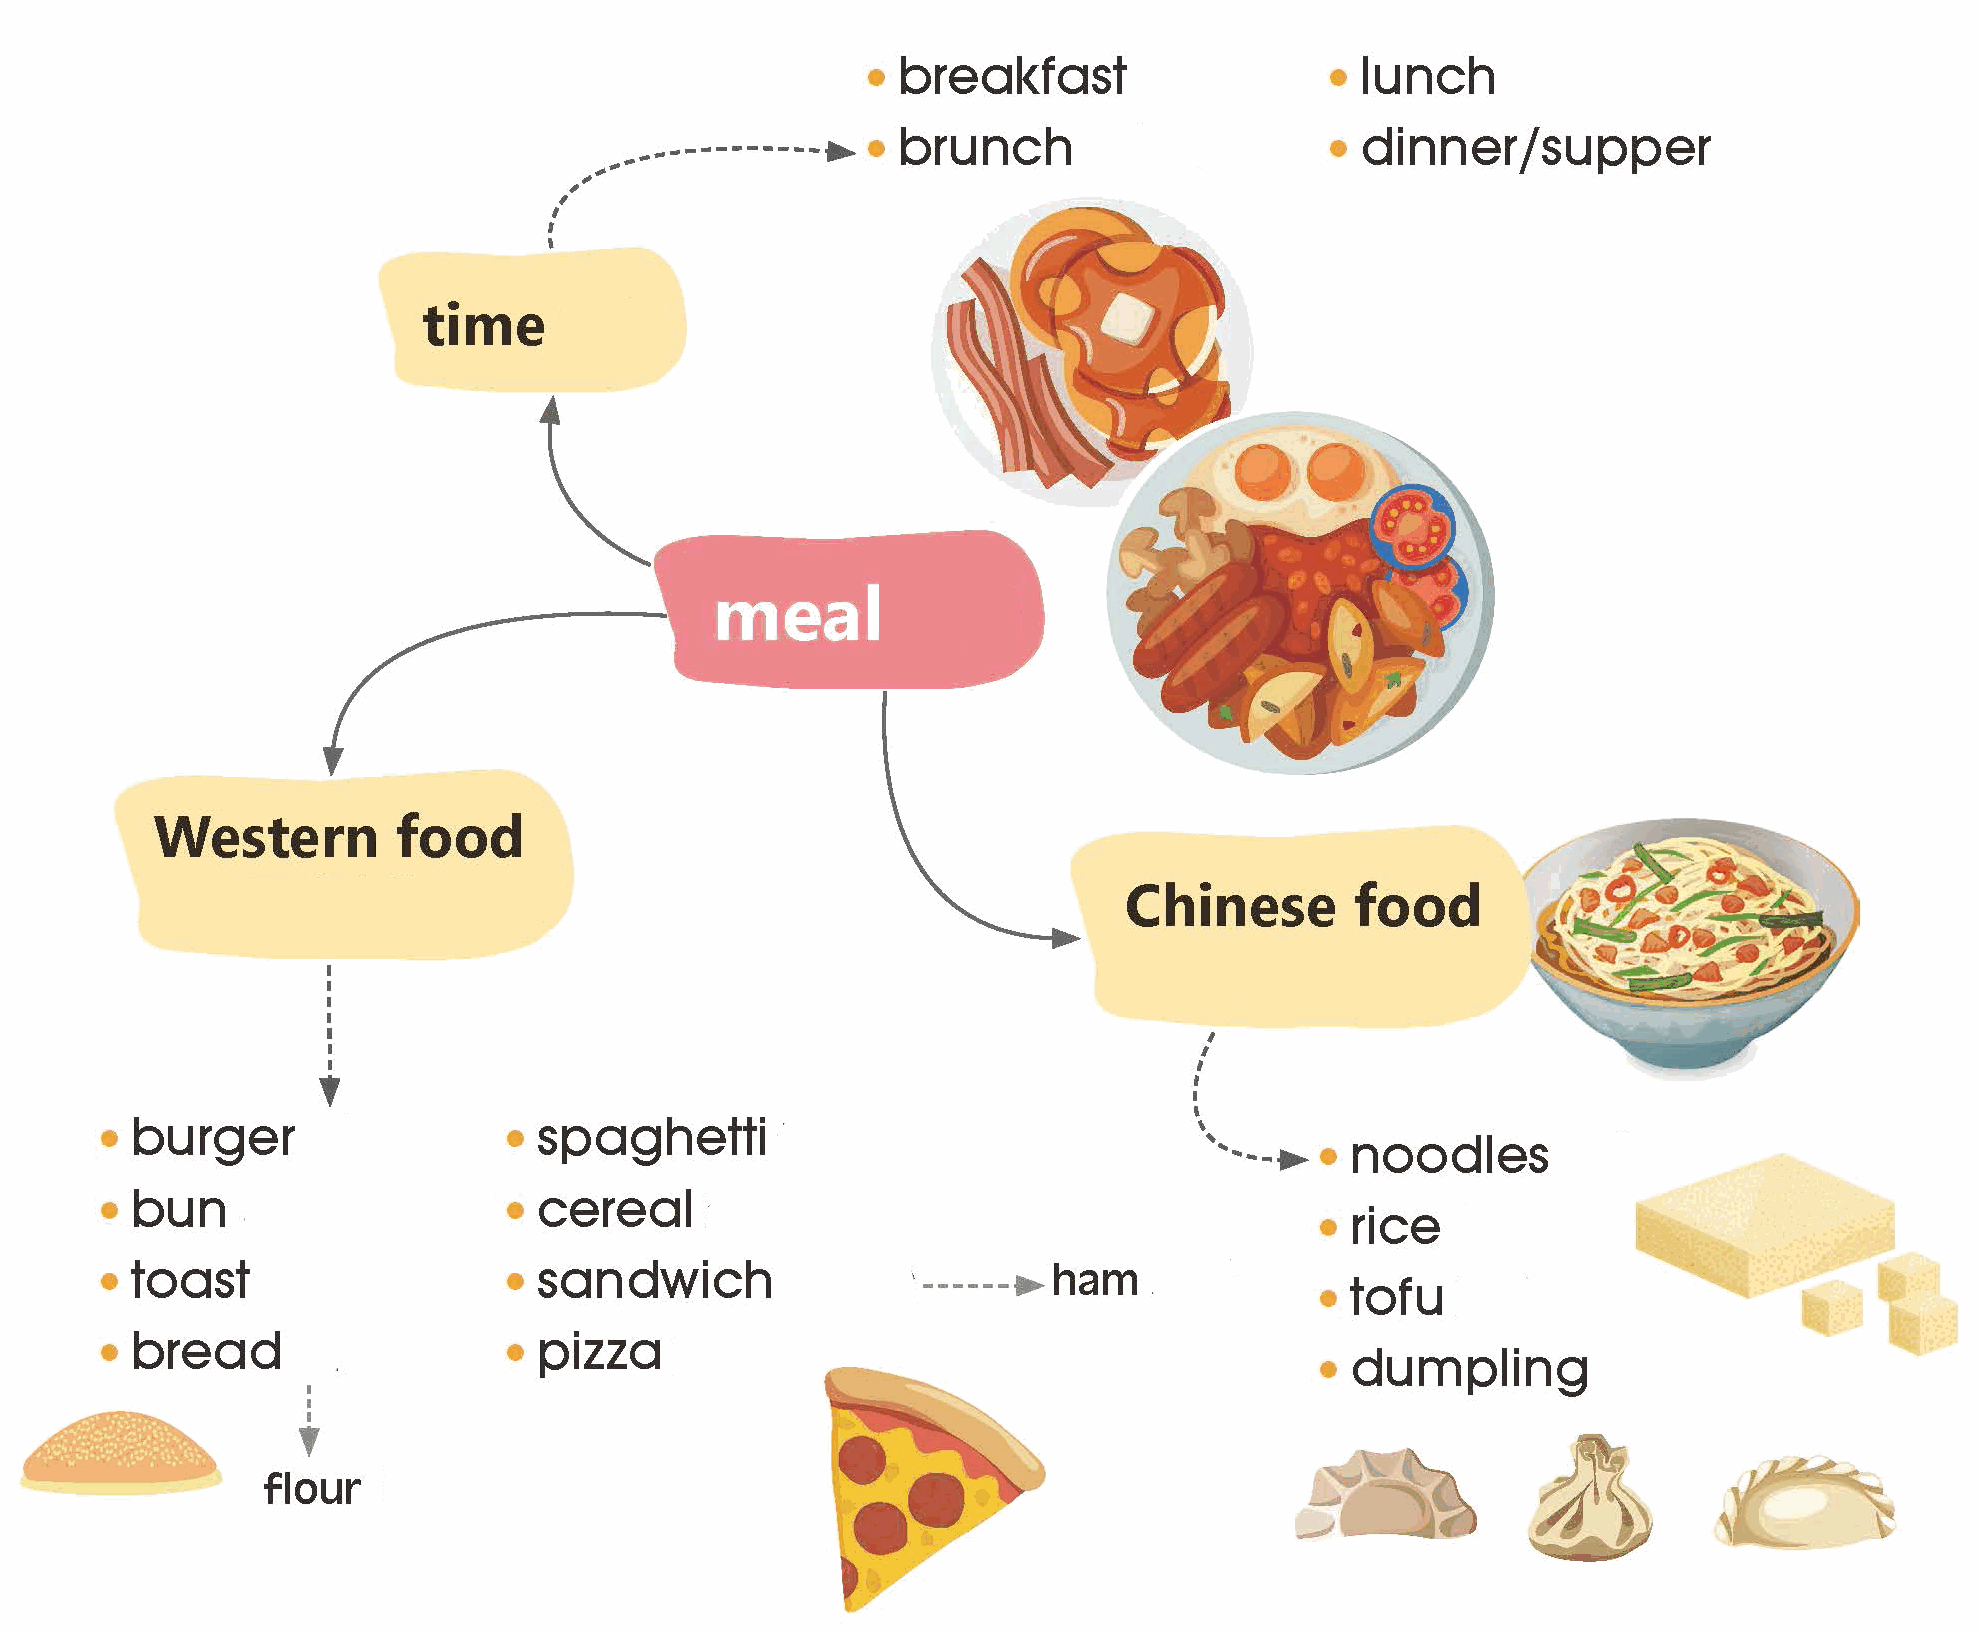 breakfast
lunch
brunch
dinner/supper
time
meal
Western food
Chinese food
burger
spaghetti
noodles
bun
cereal
rice
toast
sandwich
ham
tofu
bread
pizza
dumpling
flour